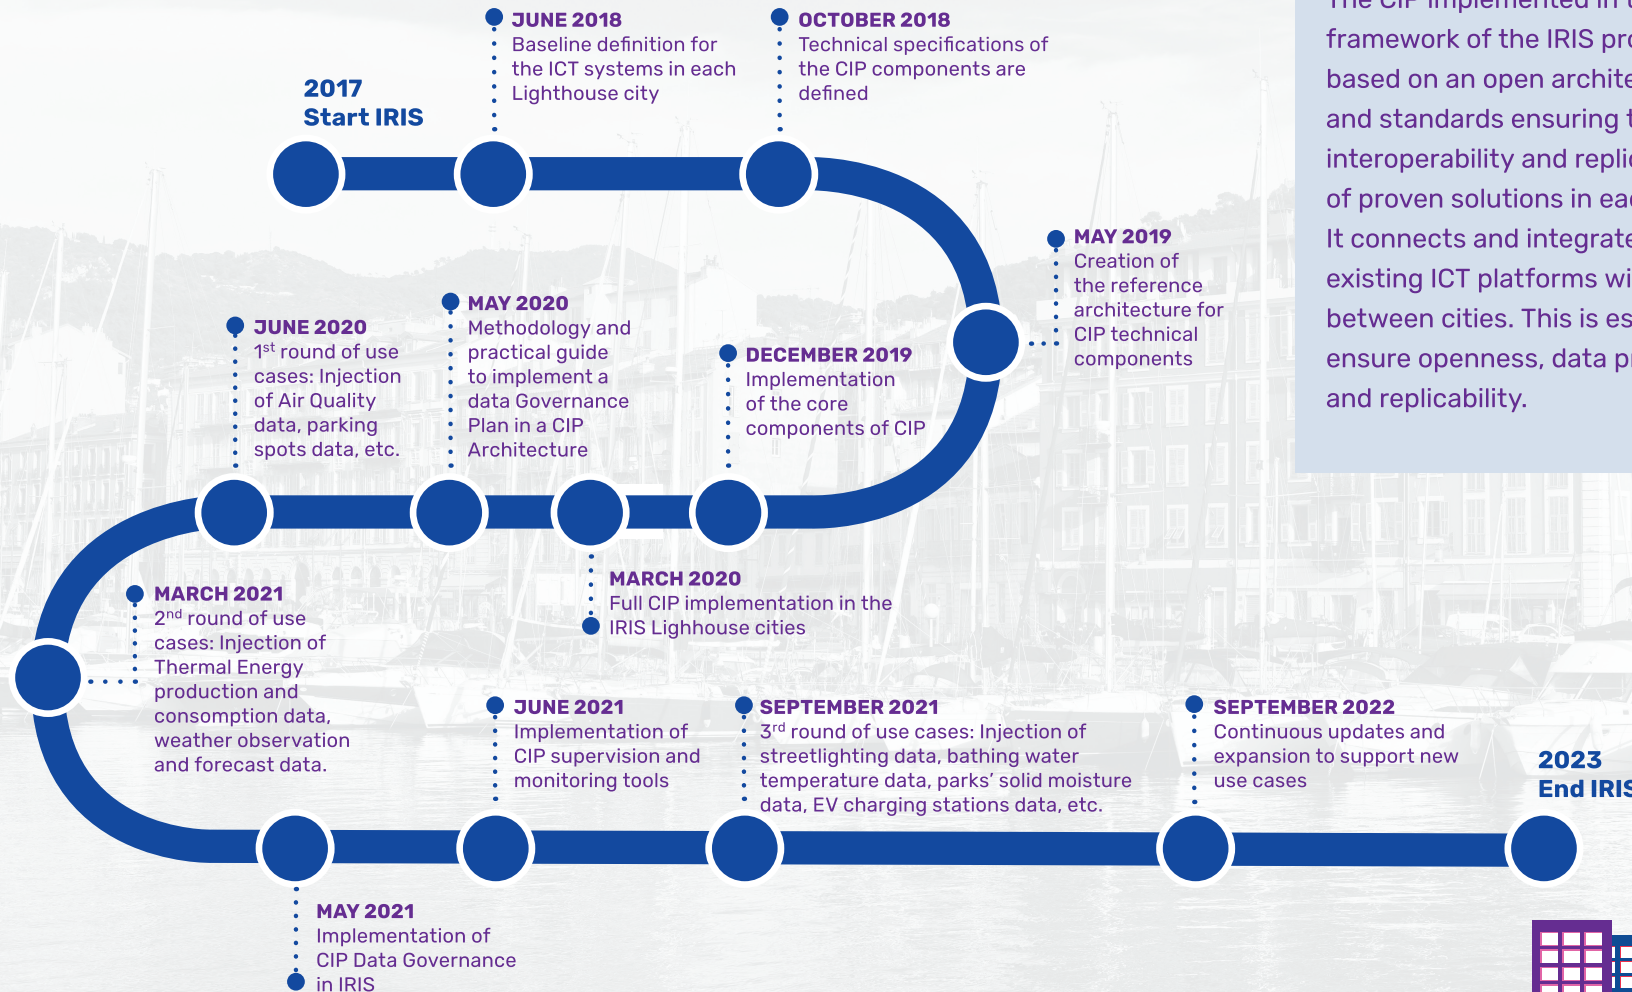 2017
Start IRIS
JUNE 2018
Baseline definition for
the ICT systems in each
Lighthouse city
OCTOBER 2018
Technical specifications of
the CIP components are
defined
MAY 2019
Creation of
the reference
architecture for
CIP technical
components
DECEMBER 2019
Implementation
of the core
components of CIP
MARCH 2020
Full CIP implementation in the
IRIS Lighhouse cities
MAY 2020
Methodology and
practical guide
to implement a
data Governance
Plan in a CIP
Architecture
JUNE 2020
1st round of use
cases: Injection
of Air Quality
data, parking
spots data, etc.
MARCH 2021
2nd round of use
cases: Injection of
Thermal Energy
production and
consomption data,
weather observation
and forecast data.
MAY 2021
Implementation of
CIP Data Governance
in IRIS
JUNE 2021
Implementation of
CIP supervision and
monitoring tools
SEPTEMBER 2021
3rd round of use cases: Injection of
streetlighting data, bathing water
temperature data, parks’ solid moisture
data, EV charging stations data, etc.
SEPTEMBER 2022
Continuous updates and
expansion to support new
use cases
2023
End IRIS
The CIP implemented in
framework of the IRIS
based on an open
and standards ensuring
interoperability and
of proven solutions in
It connects and
existing ICT platforms
between cities. This is
ensure openness, data
and replicability.